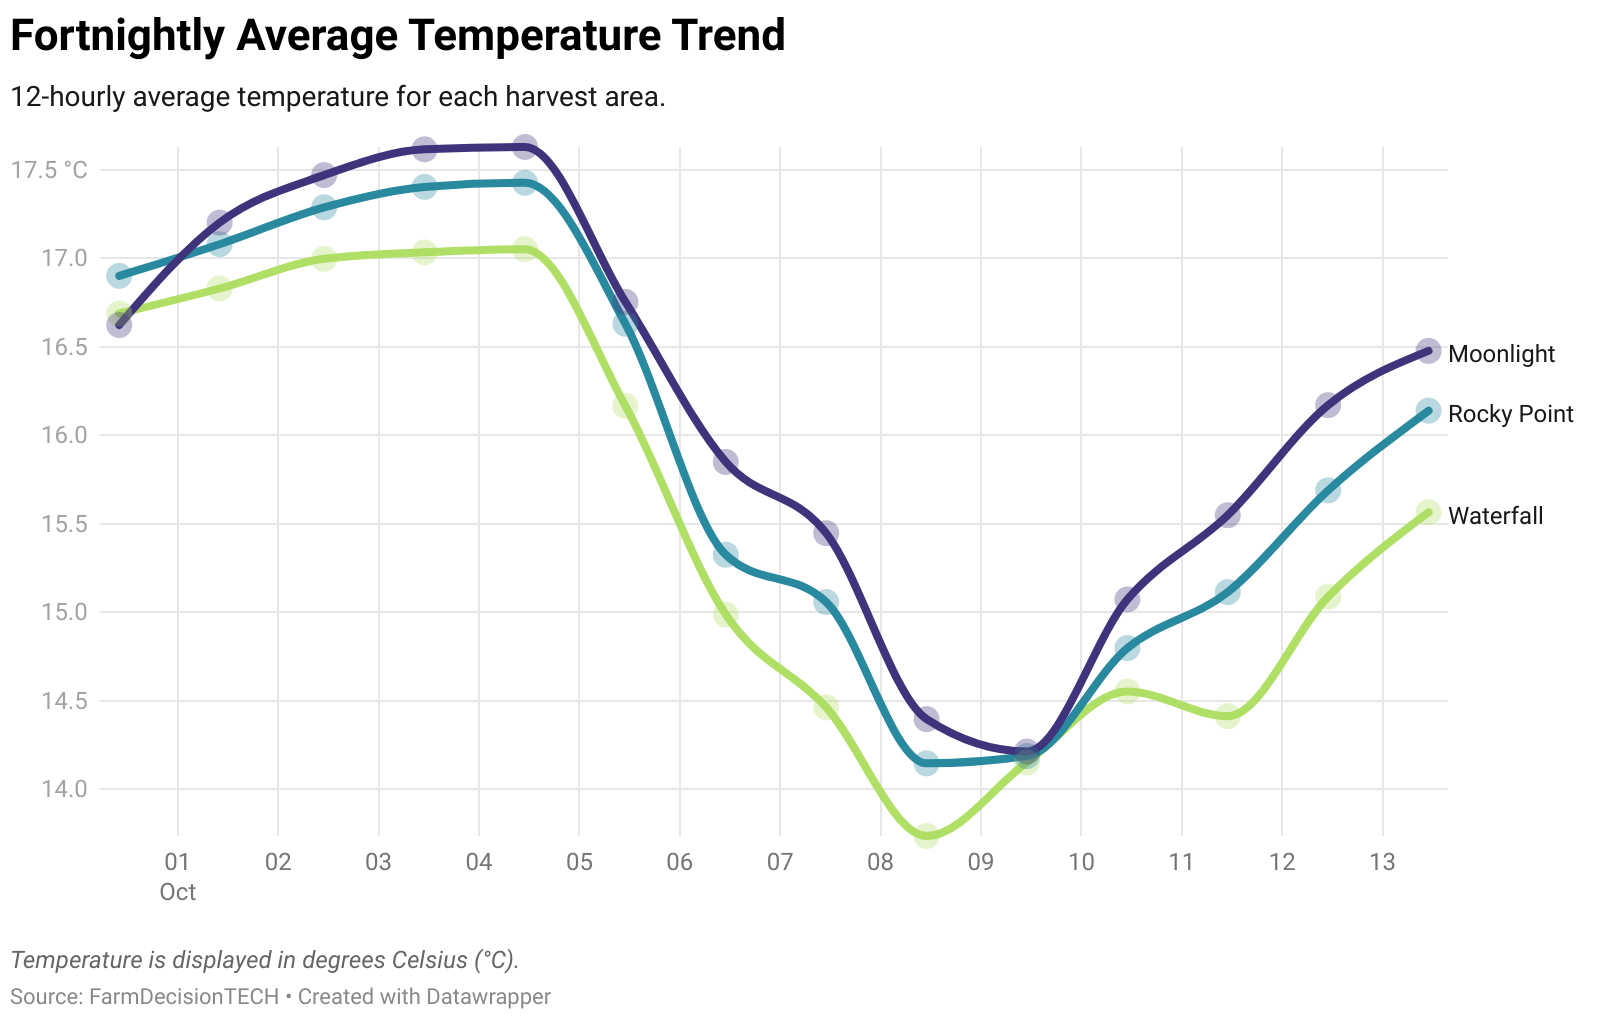 Fortnightly Average Temperature Trend
12-hourly average temperature for each harvest area.
17.5 °C
17.0
16.5
16.0
15.5
15.0
14.5
14.0
Moonlight
Rocky Point
Waterfall
01 02 03 04 05 06 07 08 09 10 11 12 13
Oct
Temperature is displayed in degrees Celsius (°C).
Source: FarmDecisionTECH • Created with Datawrapper